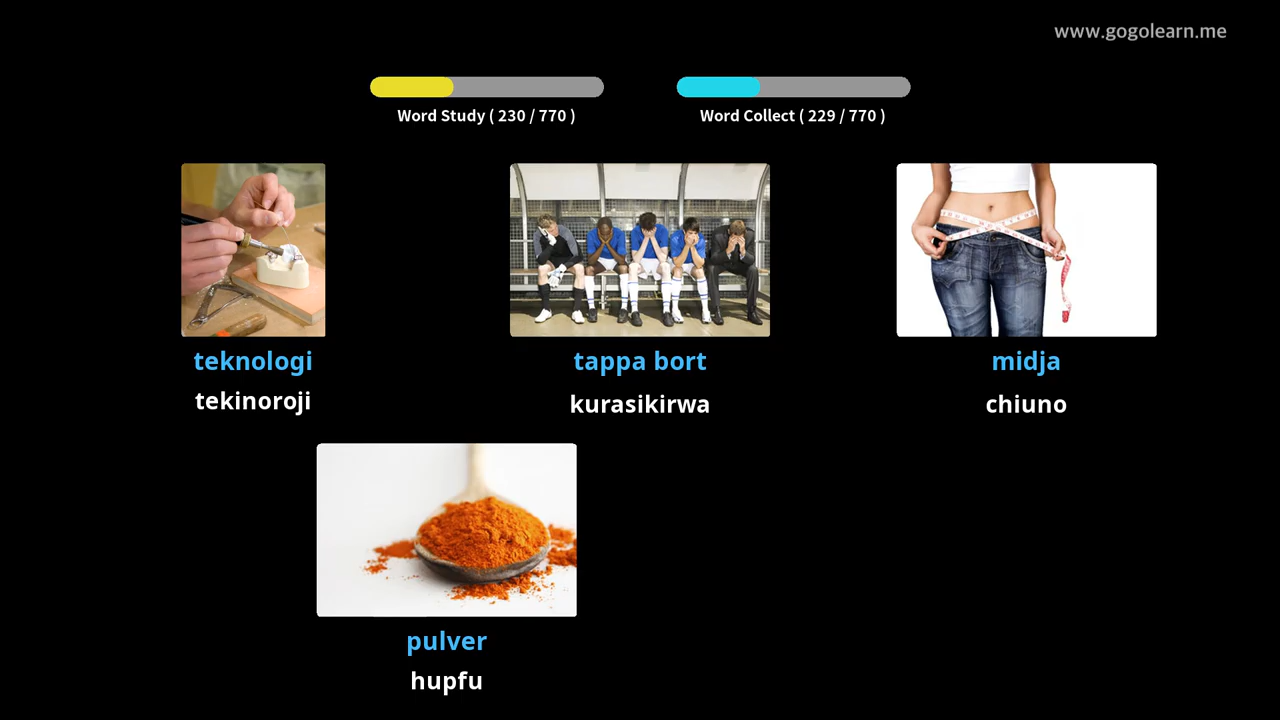 www.gogolearn.me
Word Study ( 230 / 770 )
Word Collect ( 229 / 770 )
teknologi
tekinoroji
tappa bort
kurasikirwa
midja
chiuno
pulver
hupfu